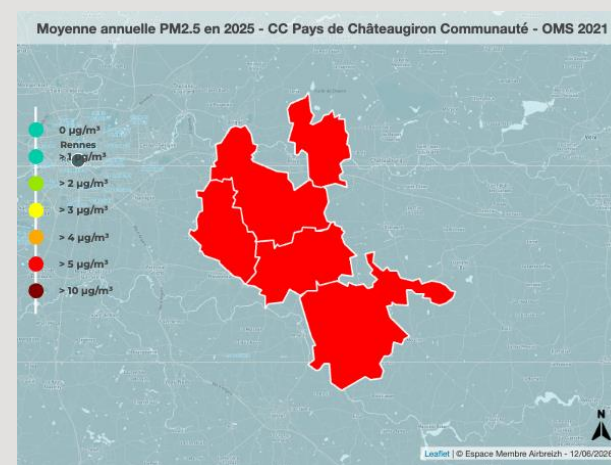 Moyenne annuelle PM2.5 en 2025 - CC Pays de Châteaugiron Communauté - OMS 2021
0 µg/m³
Rennes
> 1 µg/m³
> 2 µg/m³
> 3 µg/m³
> 4 µg/m³
> 5 µg/m³
> 10 µg/m³
N
Leaflet | © Espace Membre Airbreizh - 12/06/2026